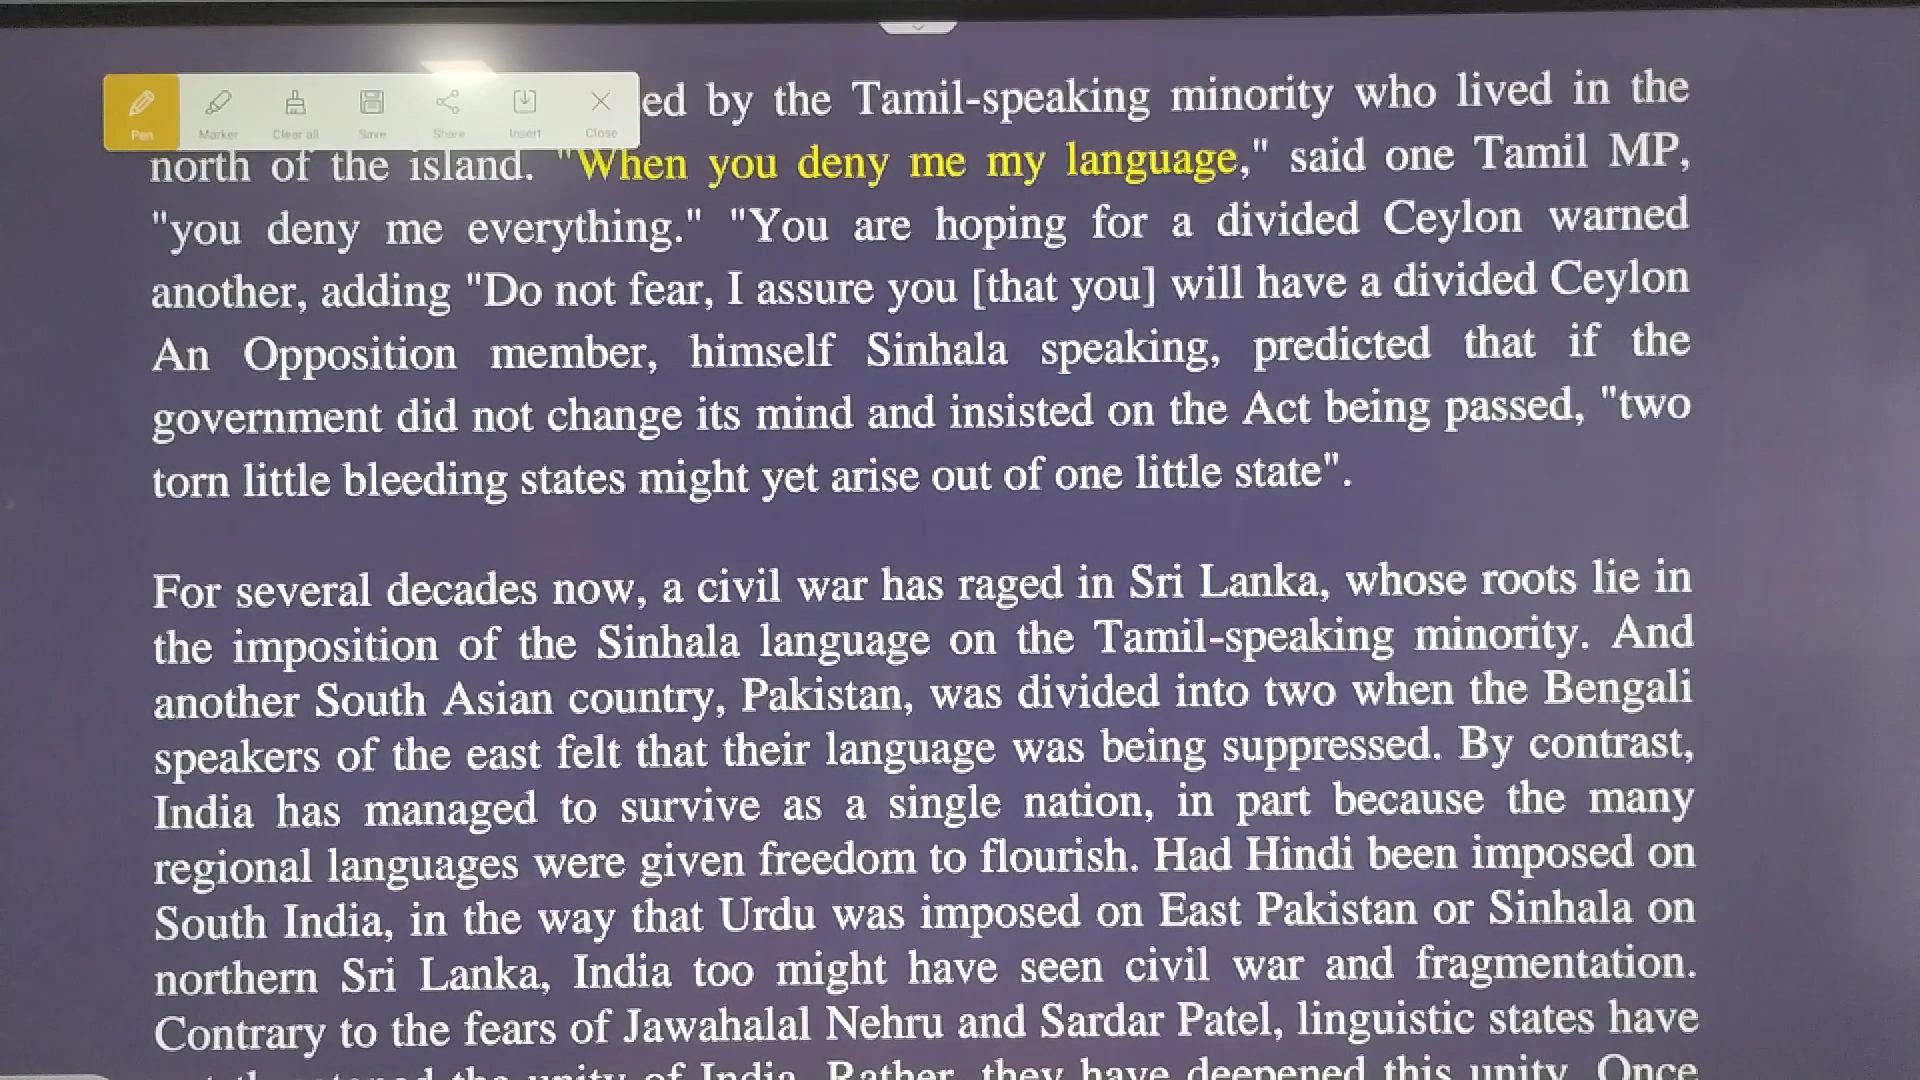 Pen Marker Clear all Save Share Insert Close
ed by the Tamil-speaking minority who lived in the
north of the island. "When you deny me my language," said one Tamil MP,
"you deny me everything." "You are hoping for a divided Ceylon warned
another, adding "Do not fear, I assure you [that you] will have a divided Ceylon
An Opposition member, himself Sinhala speaking, predicted that if the
government did not change its mind and insisted on the Act being passed, "two
torn little bleeding states might yet arise out of one little state".
For several decades now, a civil war has raged in Sri Lanka, whose roots lie in
the imposition of the Sinhala language on the Tamil-speaking minority. And
another South Asian country, Pakistan, was divided into two when the Bengali
speakers of the east felt that their language was being suppressed. By contrast,
India has managed to survive as a single nation, in part because the many
regional languages were given freedom to flourish. Had Hindi been imposed on
South India, in the way that Urdu was imposed on East Pakistan or Sinhala on
northern Sri Lanka, India too might have seen civil war and fragmentation.
Contrary to the fears of Jawahalal Nehru and Sardar Patel, linguistic states have
the unity of India. Rather, they have deepened this unity. Once